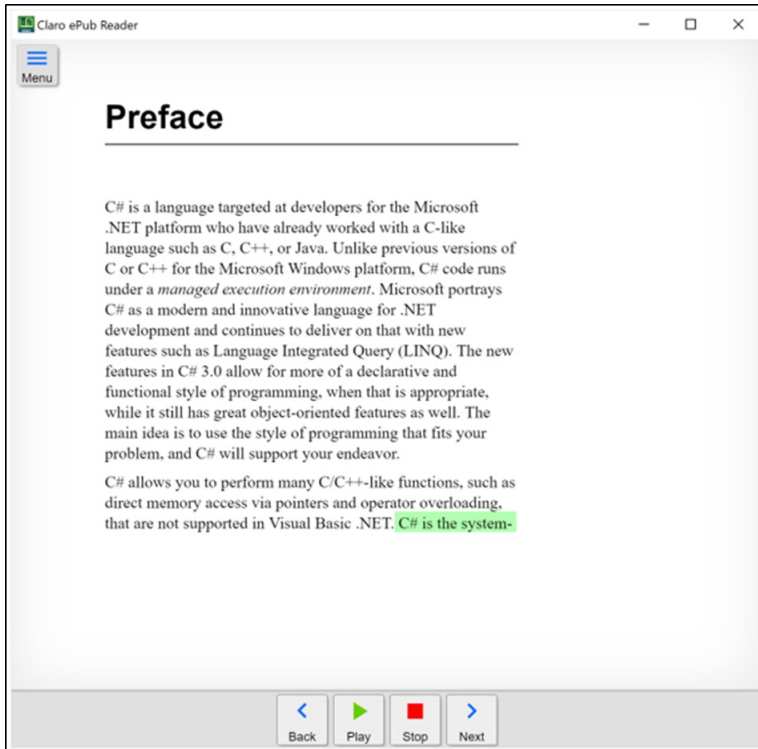 Claro ePub Reader
Menu
Preface
C# is a language targeted at developers for the Microsoft
.NET platform who have already worked with a C-like
language such as C, C++, or Java. Unlike previous versions of
C or C++ for the Microsoft Windows platform, C# code runs
under a managed execution environment. Microsoft portrays
C# as a modern and innovative language for .NET
development and continues to deliver on that with new
features such as Language Integrated Query (LINQ). The new
features in C# 3.0 allow for more of a declarative and
functional style of programming, when that is appropriate,
while it still has great object-oriented features as well. The
main idea is to use the style of programming that fits your
problem, and C# will support your endeavor.
C# allows you to perform many C/C++-like functions, such as
direct memory access via pointers and operator overloading,
that are not supported in Visual Basic .NET. C# is the system-
Back Play Stop Next